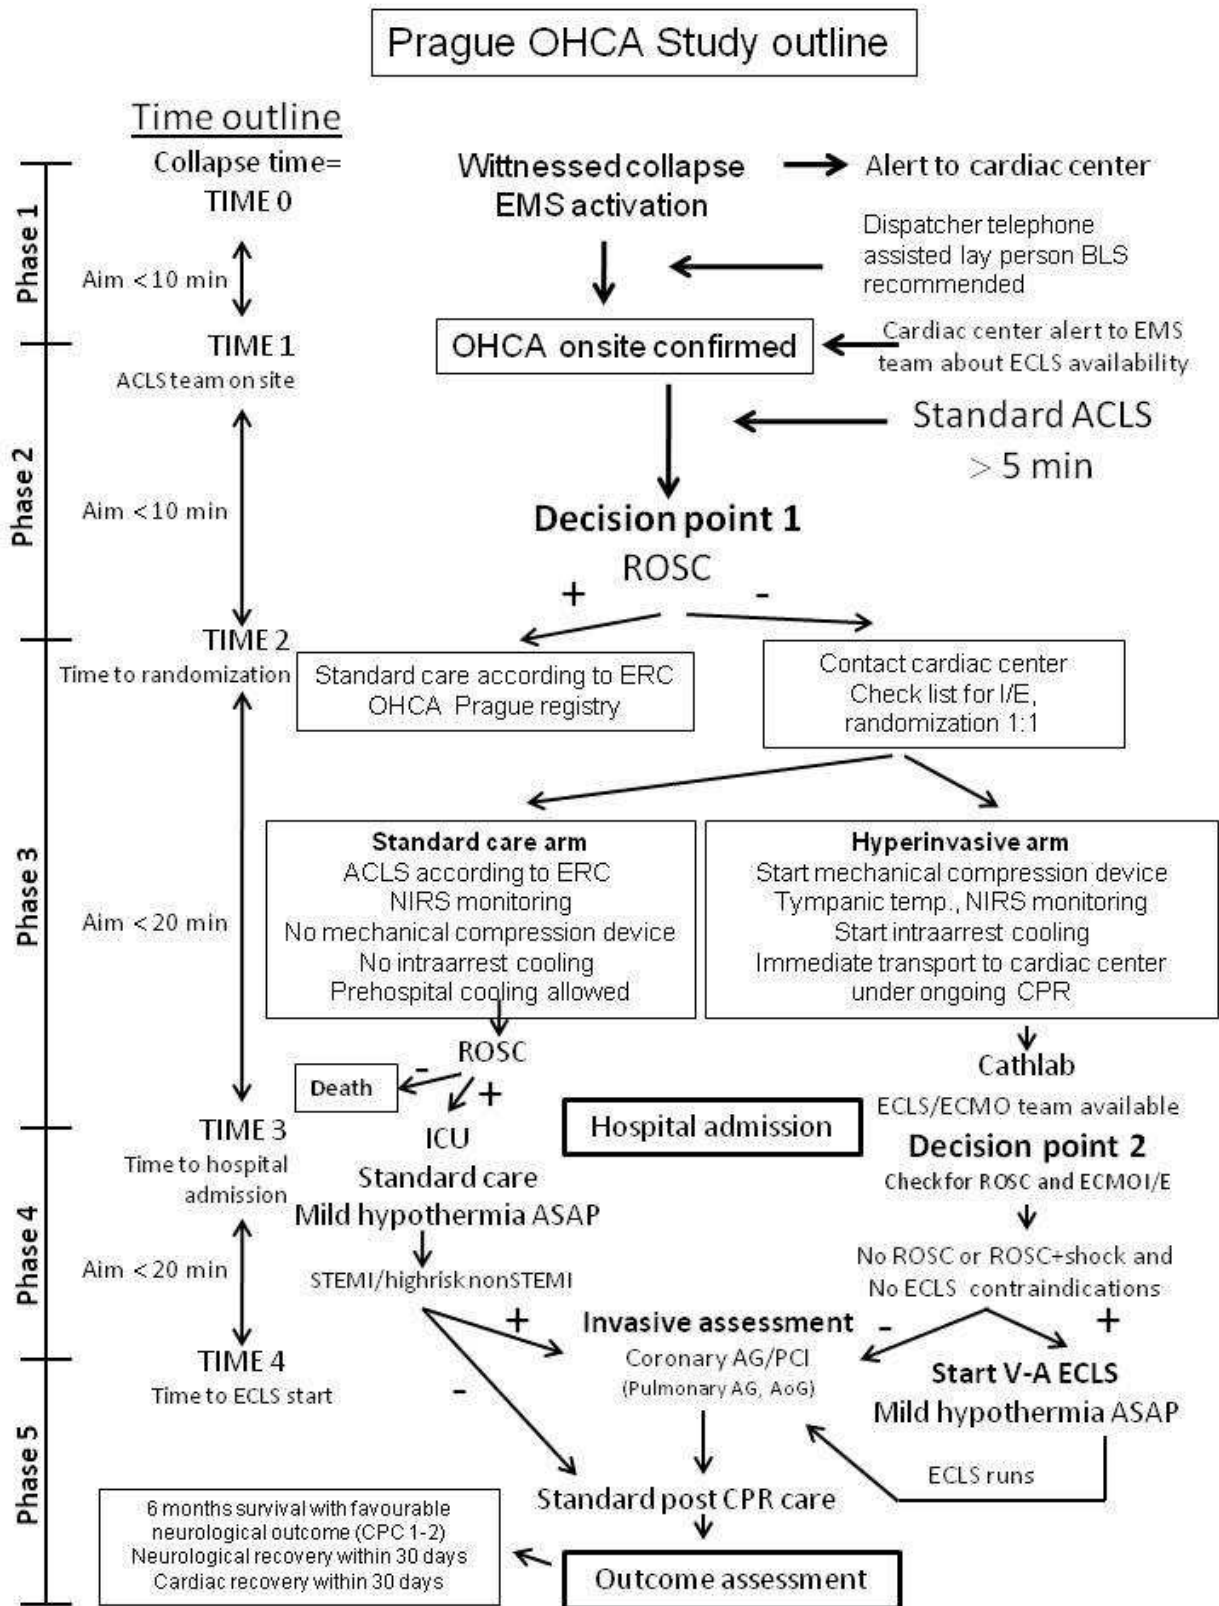 Prague OHCA Study outline
Time outline
Collapse time=
TIME 0
Wittnessed collapse
EMS activation
Alert to cardiac center
Phase 1
Aim <10 min
Dispatcher telephone
assisted lay person BLS
recommended
TIME 1
ACLS team on site
OHCA onsite confirmed
Cardiac center alert to EMS
team about ECLS availability
Standard ACLS
> 5 min
Phase 2
Aim <10 min
Decision point 1
ROSC
+
-
TIME 2
Time to randomization
Standard care according to ERC
OHCA Prague registry
Contact cardiac center
Check list for I/E,
randomization 1:1
Phase 3
Aim <20 min
Standard care arm
ACLS according to ERC
NIRS monitoring
No mechanical compression device
No intraarrest cooling
Prehospital cooling allowed
Hyperinvasive arm
Start mechanical compression device
Tympanic temp., NIRS monitoring
Start intraarrest cooling
Immediate transport to cardiac center
under ongoing CPR
ROSC
-
+
Death
Cathlab
ECLS/ECMO team available
Hospital admission
TIME 3
Time to hospital
admission
ICU
Standard care
Mild hypothermia ASAP
Decision point 2
Check for ROSC and ECMO I/E
Phase 4
Aim <20 min
STEMI/highrisk nonSTEMI
+
-
No ROSC or ROSC+shock and
No ECLS contraindications
-
+
Invasive assessment
Coronary AG/PCI
(Pulmonary AG, AoG)
TIME 4
Time to ECLS start
Start V-A ECLS
Mild hypothermia ASAP
Phase 5
ECLS runs
Standard post CPR care
6 months survival with favourable
neurological outcome (CPC 1-2)
Neurological recovery within 30 days
Cardiac recovery within 30 days
Outcome assessment